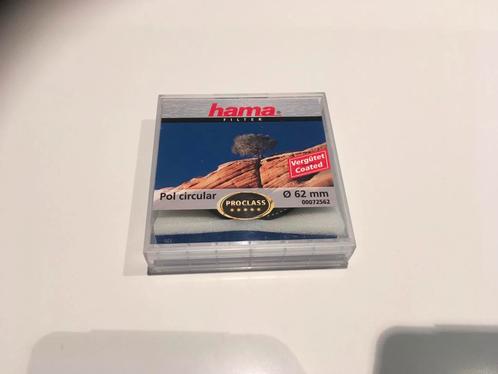 hama®
FILTER
Vergütet
Coated
Pol circular
PROCLASS
Ø 62 mm
00072562